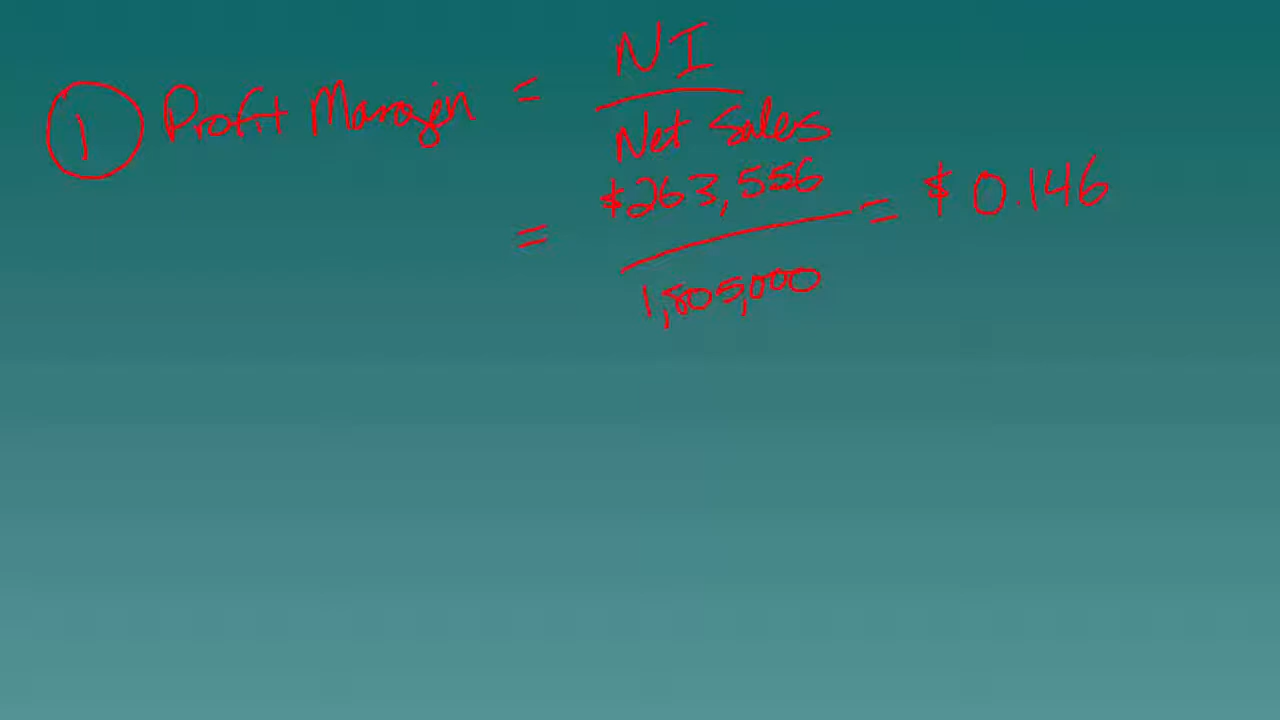 ① Profit Margin = NI
Net Sales
= $263,556 = $0.146
1,805,000